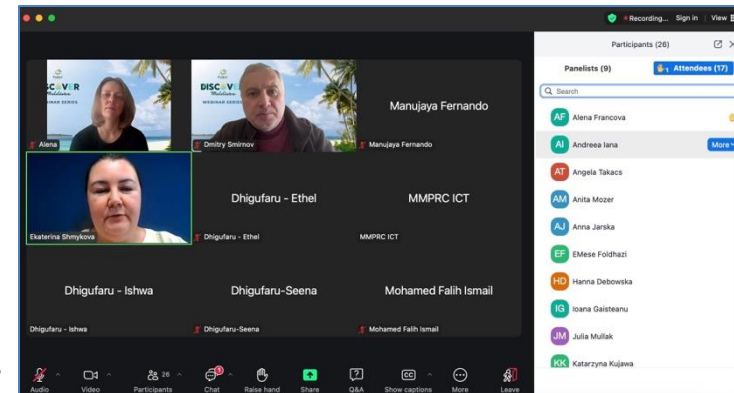 Recording...
Sign in
View
Participants (26)
Panelists (9)
Attendees (17)
Search
AF Alena Francova
AI Andreea Iana
More
AT Angela Takacs
AM Anita Mozer
AJ Anna Jarska
EF EMese Foldhazi
HD Hanna Debowska
IG Ioana Gaisteanu
JM Julia Mullak
KK Katarzyna Kujawa
DISCOVER
Maldives
WEBINAR SERIES
Alena
Dmitry Smirnov
Manujaya Fernando
Manujaya Fernando
Ekaterina Shmykova
Dhigufaru - Ethel
Dhigufaru - Ethel
MMPRC ICT
MMPRC ICT
Dhigufaru - Ishwa
Dhigufaru - Ishwa
Dhigufaru-Seena
Dhigufaru-Seena
Mohamed Falih Ismail
Mohamed Falih Ismail
Audio
Video
26
Participants
1
Chat
Raise hand
Share
Q&A
CC
Show captions
More
Leave